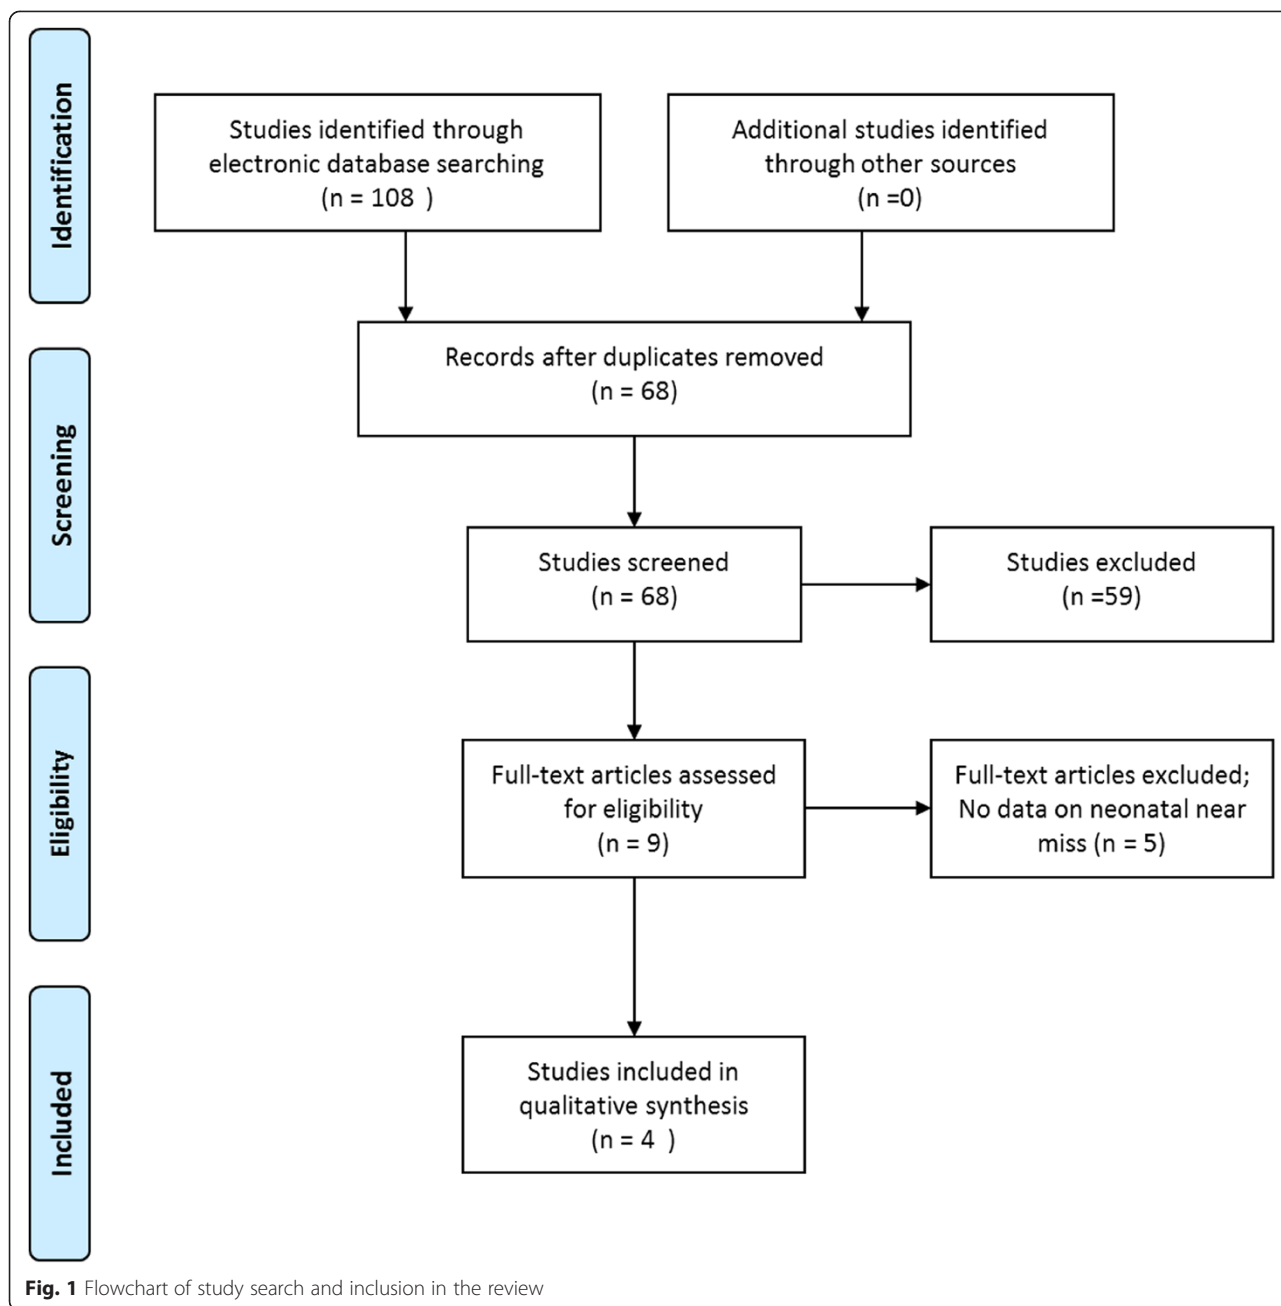 Identification
Studies identified through
electronic database searching
(n = 108  )
Additional studies identified
through other sources
(n =0)
Records after duplicates removed
(n = 68)
Screening
Studies screened
(n = 68)
Studies excluded
(n =59)
Eligibility
Full-text articles assessed
for eligibility
(n = 9)
Full-text articles excluded;
No data on neonatal near
miss (n = 5)
Included
Studies included in
qualitative synthesis
(n = 4  )
Fig. 1 Flowchart of study search and inclusion in the review